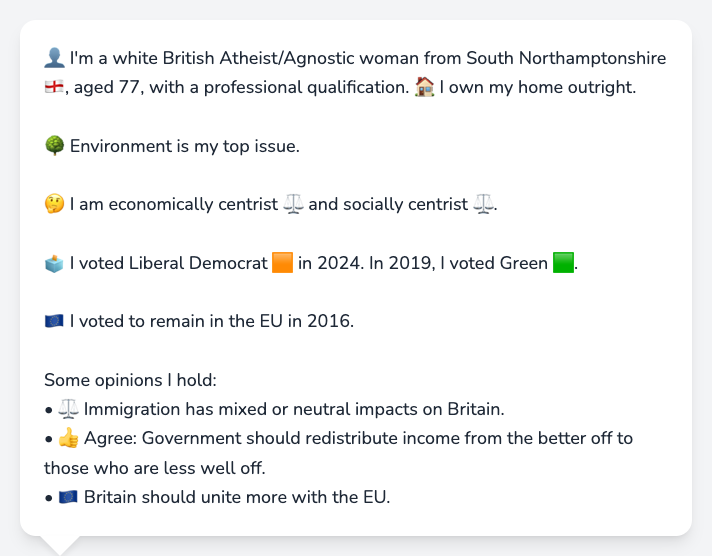 👤 I'm a white British Atheist/Agnostic woman from South Northamptonshire
🏴󠁧󠁢󠁥󠁮󠁧󠁿, aged 77, with a professional qualification. 🏠 I own my home outright.
🌳 Environment is my top issue.
🤔 I am economically centrist ⚖️ and socially centrist ⚖️.
🗳️ I voted Liberal Democrat 🟧 in 2024. In 2019, I voted Green 🟩.
🇪🇺 I voted to remain in the EU in 2016.
Some opinions I hold:
• ⚖️ Immigration has mixed or neutral impacts on Britain.
• 👍 Agree: Government should redistribute income from the better off to
those who are less well off.
• 🇪🇺 Britain should unite more with the EU.